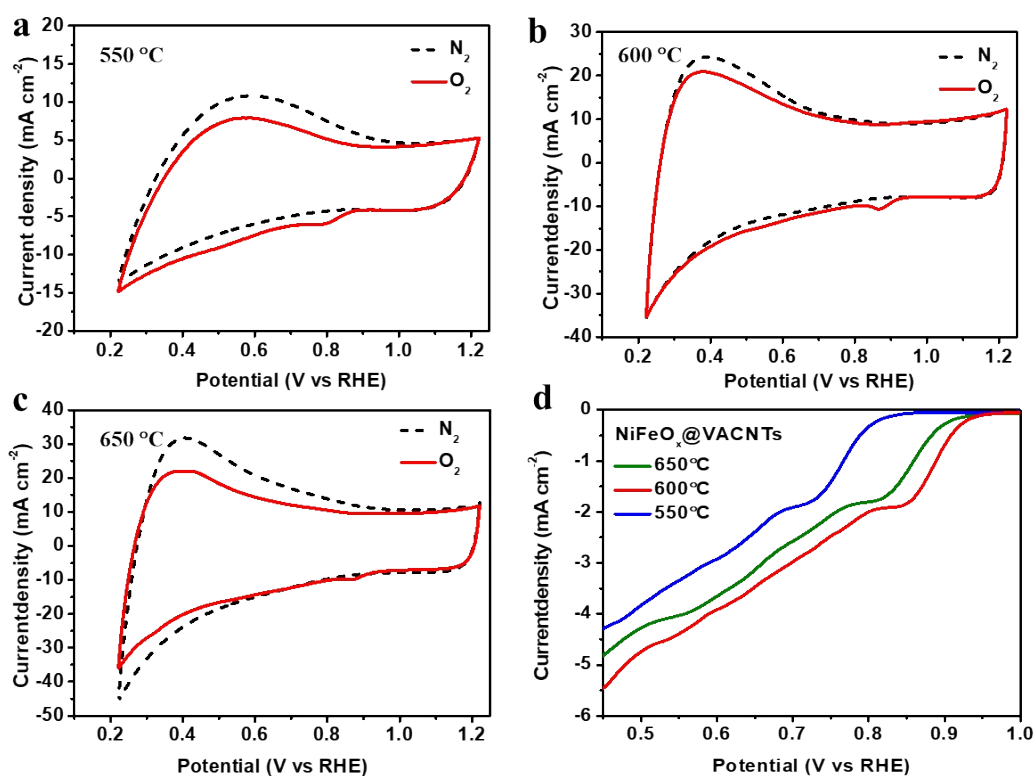 a
550 °C
N2
O2
Current density (mA cm-2)
20
15
10
5
0
-5
-10
-15
-20
0.2 0.4 0.6 0.8 1.0 1.2
Potential (V vs RHE)
b
600 °C
N2
O2
Currentdensity (mA cm-2)
30
20
10
0
-10
-20
-30
-40
0.2 0.4 0.6 0.8 1.0 1.2
Potential (V vs RHE)
c
650 °C
N2
O2
Currentdensity (mA cm-2)
40
30
20
10
0
-10
-20
-30
-40
-50
0.2 0.4 0.6 0.8 1.0 1.2
Potential (V vs RHE)
d
NiFeOx@VACNTs
650°C
600°C
550°C
Currentdensity (mA cm-2)
0
-1
-2
-3
-4
-5
-6
0.5 0.6 0.7 0.8 0.9 1.0
Potential (V vs RHE)